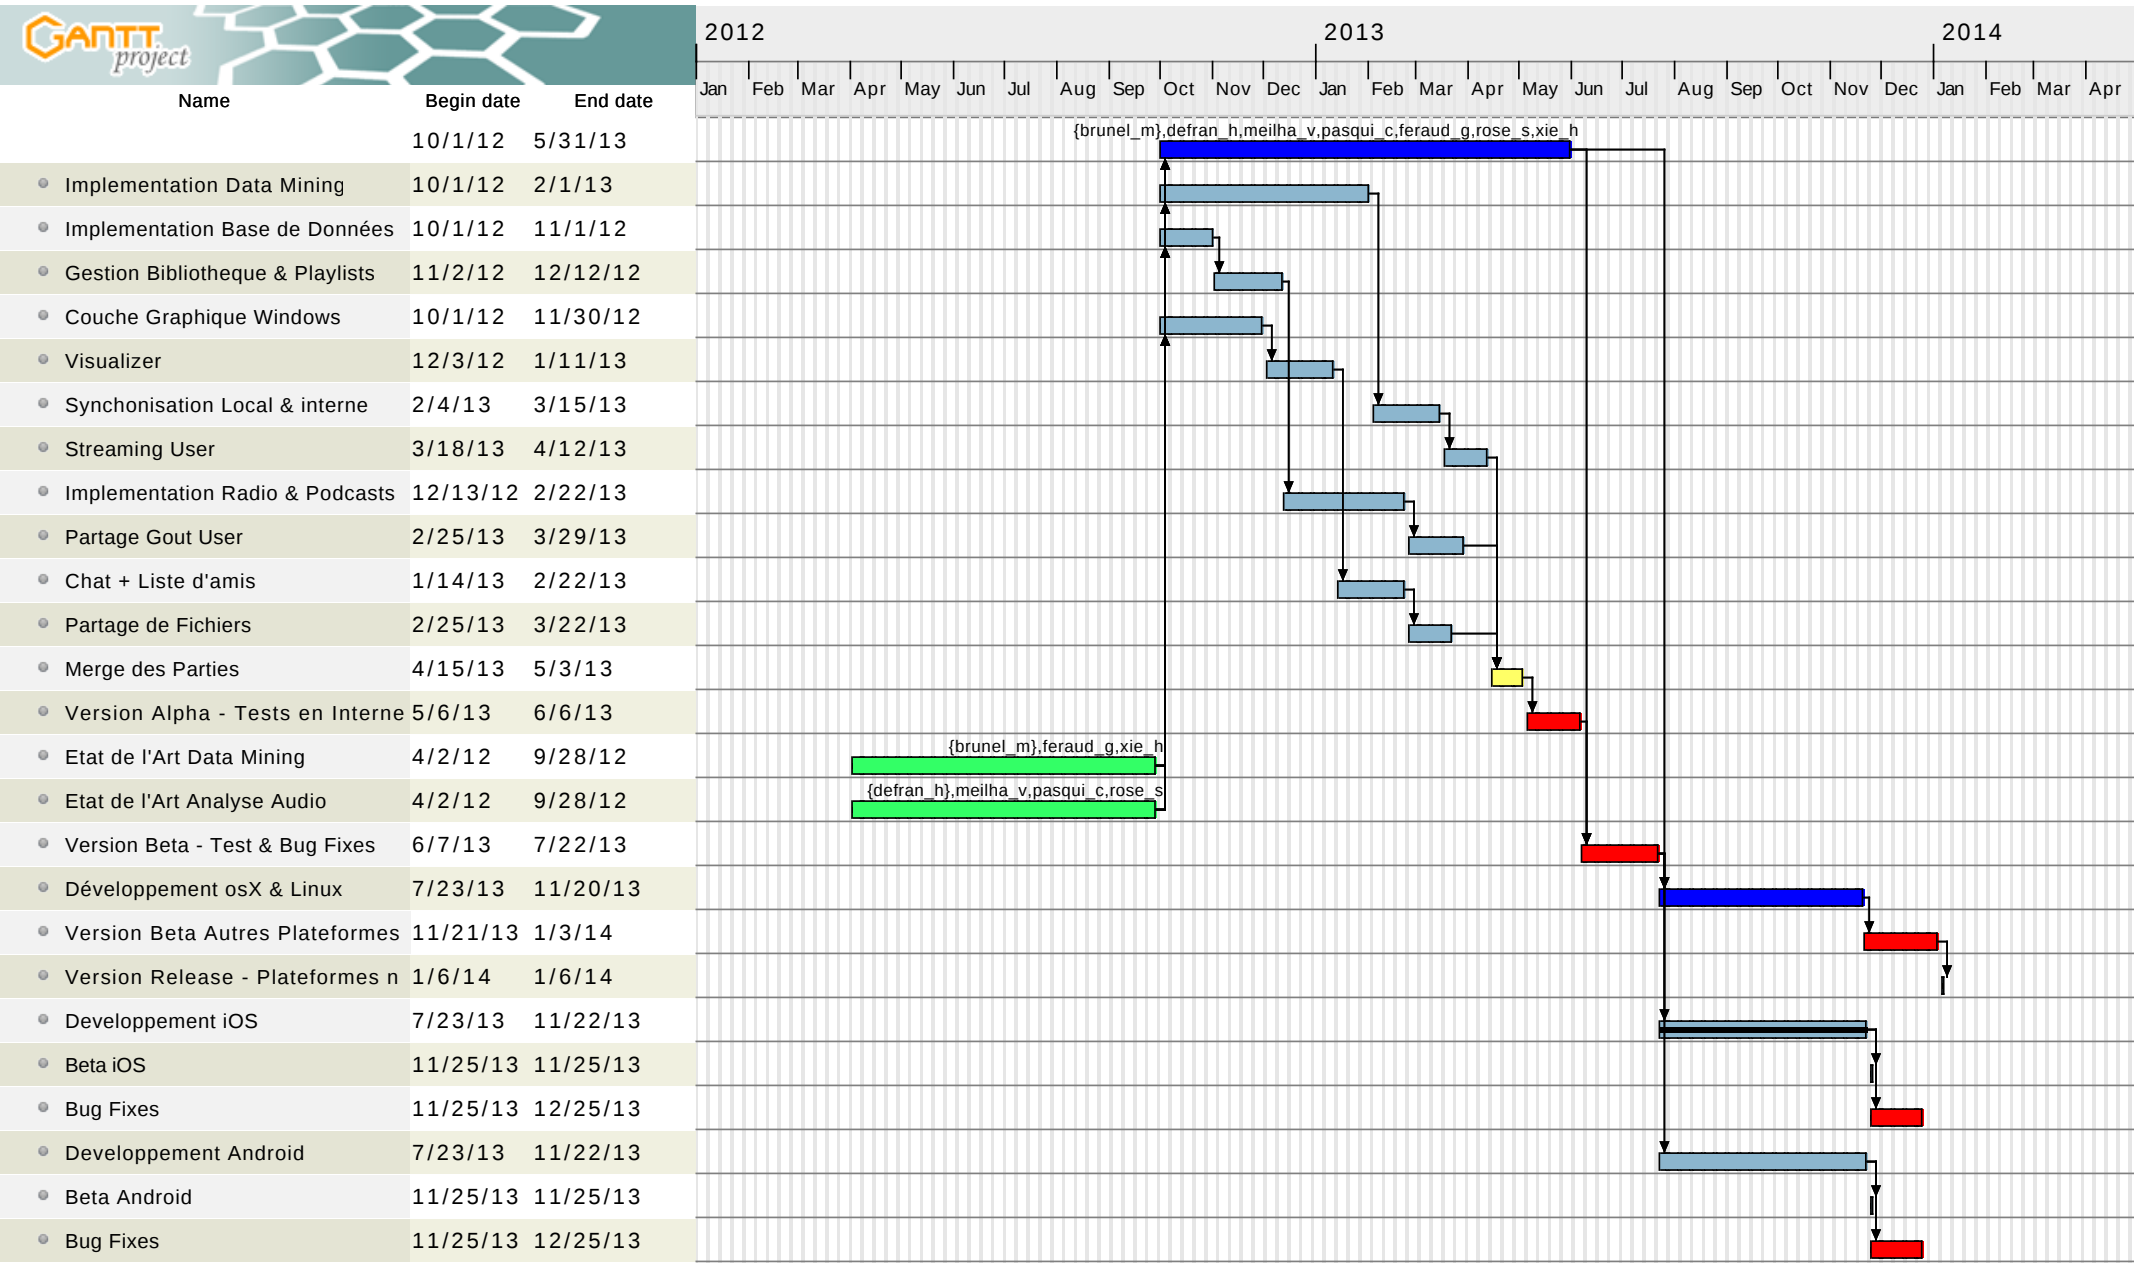 GANTT
project
2012 2013 2014
Jan Feb Mar Apr May Jun Jul Aug Sep Oct Nov Dec Jan Feb Mar Apr May Jun Jul Aug Sep Oct Nov Dec Jan Feb Mar Apr
Name Begin date End date
{brunel_m},defran_h,meilha_v,pasqui_c,feraud_g,rose_s,xie_h
10/1/12 5/31/13
Implementation Data Mining 10/1/12 2/1/13
Implementation Base de Données 10/1/12 11/1/12
Gestion Bibliotheque & Playlists 11/2/12 12/12/12
Couche Graphique Windows 10/1/12 11/30/12
Visualizer 12/3/12 1/11/13
Synchonisation Local & interne 2/4/13 3/15/13
Streaming User 3/18/13 4/12/13
Implementation Radio & Podcasts 12/13/12 2/22/13
Partage Gout User 2/25/13 3/29/13
Chat + Liste d'amis 1/14/13 2/22/13
Partage de Fichiers 2/25/13 3/22/13
Merge des Parties 4/15/13 5/3/13
Version Alpha - Tests en Interne 5/6/13 6/6/13
Etat de l'Art Data Mining 4/2/12 9/28/12 {brunel_m},feraud_g,xie_h
Etat de l'Art Analyse Audio 4/2/12 9/28/12 {defran_h},meilha_v,pasqui_c,rose_s
Version Beta - Test & Bug Fixes 6/7/13 7/22/13
Développement osX & Linux 7/23/13 11/20/13
Version Beta Autres Plateformes 11/21/13 1/3/14
Version Release - Plateformes n 1/6/14 1/6/14
Developpement iOS 7/23/13 11/22/13
Beta iOS 11/25/13 11/25/13
Bug Fixes 11/25/13 12/25/13
Developpement Android 7/23/13 11/22/13
Beta Android 11/25/13 11/25/13
Bug Fixes 11/25/13 12/25/13